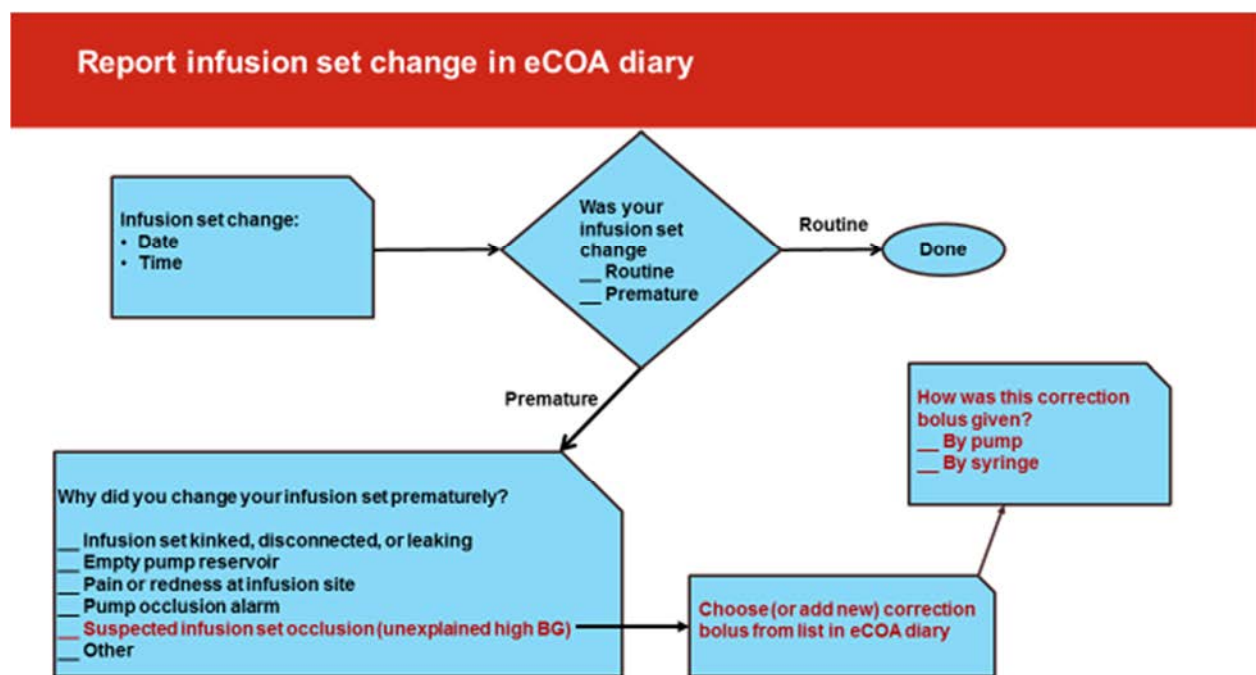 Report infusion set change in eCOA diary
Infusion set change:
• Date
• Time
Was your
infusion set
change
__ Routine
__ Premature
Routine
Done
Premature
Why did you change your infusion set prematurely?
__ Infusion set kinked, disconnected, or leaking
__ Empty pump reservoir
__ Pain or redness at infusion site
__ Pump occlusion alarm
__ Suspected infusion set occlusion (unexplained high BG)
__ Other
Choose (or add new) correction
bolus from list in eCOA diary
How was this correction
bolus given?
__ By pump
__ By syringe